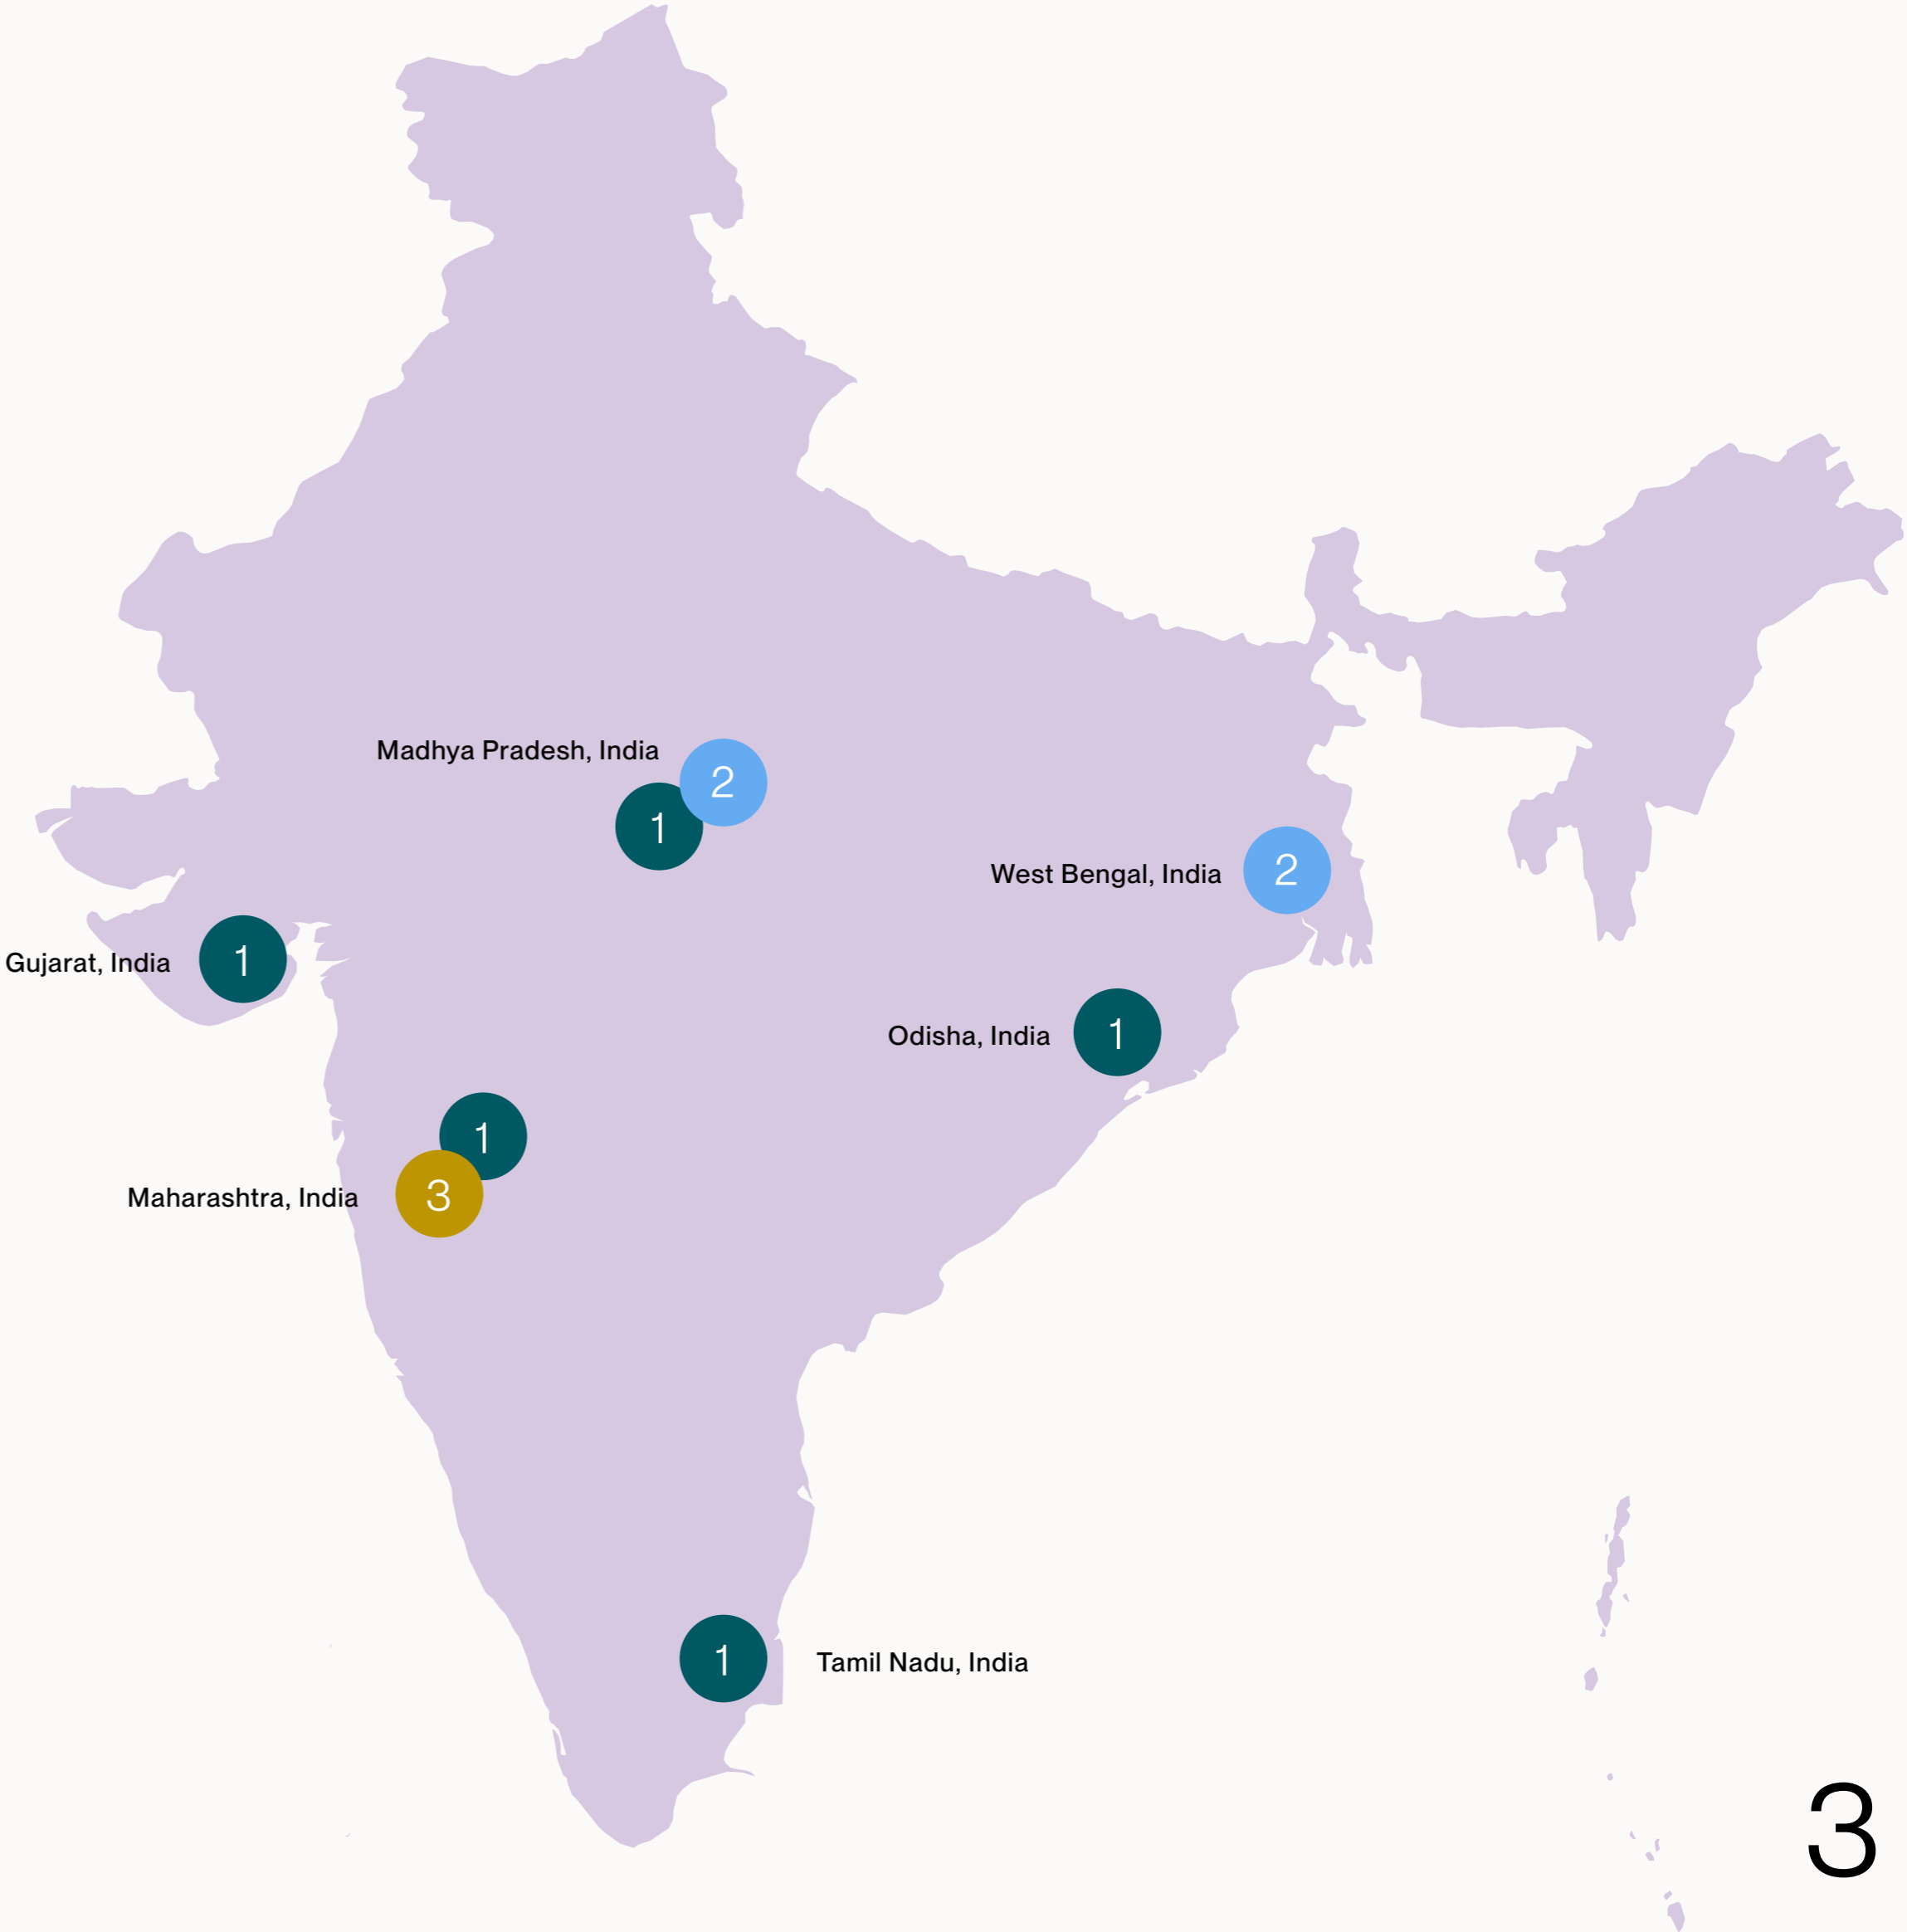 Madhya Pradesh, India
2
1
West Bengal, India
2
Gujarat, India
1
Odisha, India
1
1
Maharashtra, India
3
1
Tamil Nadu, India
3